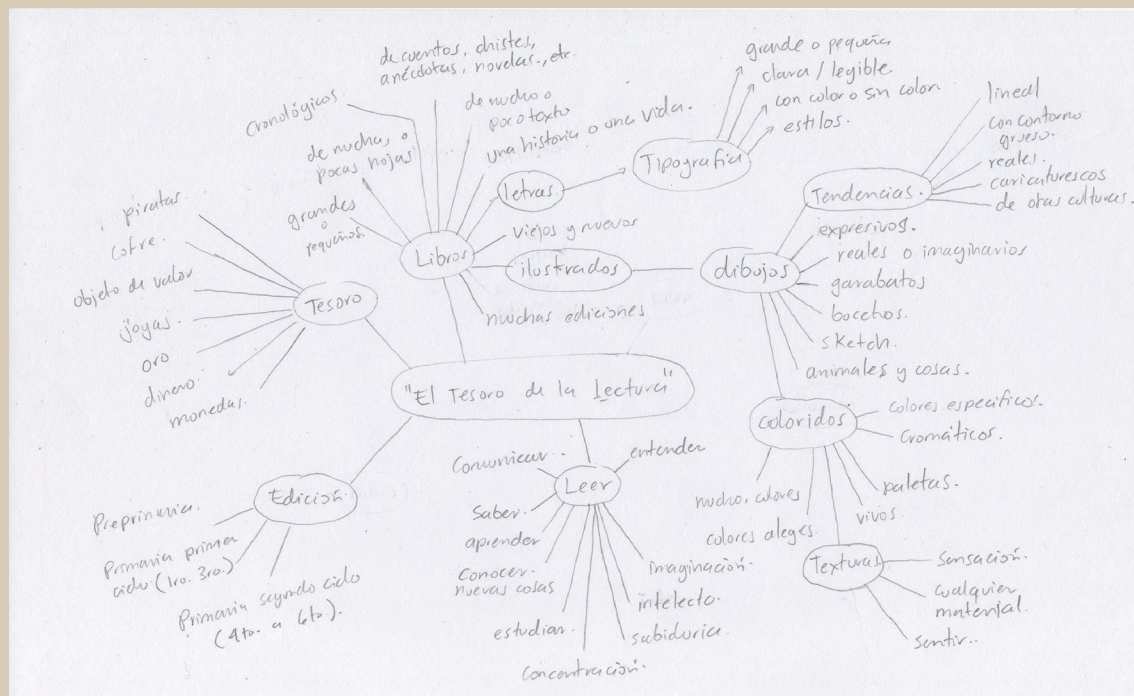 "El Tesoro de la Lectura"
Tesoro
piratas.
Cofre.
objeto de valor
joyas.
oro
dinero.
monedas.
Libros
grandes
o
pequeños.
de muchas o
pocas hojas
Cronológicos.
de cuentos, chistes,
anécdotas, novelas., etc.
de mucho o
poco texto
una historia o una vida.
letras.
viejos y nuevos
ilustrados
muchas ediciones
Tipografia
grande o pequeña
clara / legible.
con color o sin color.
estilos.
dibujos
Tendencias.
lineal
con contorno
grueso.
reales.
caricaturescos
de otras culturas.
expresivos.
reales o imaginarios
garabatos
bocetos.
sketch.
animales y cosas.
Coloridos
colores especificos.
Cromáticos.
paletas.
vivos.
colores aleges.
mucho, colores
Texturas
sensación.
cualquier
material.
sentir..
Leer
Comunicar..
entender
Saber.
aprender
Conocer.
nuevas cosas
estudiar.
Concentración.
sabiduria.
intelecto.
imaginación.
Edición.
Preprimaria.
Primaria primer
ciclo (1ro. 3ro.)
Primaria segundo ciclo
(4to. a 6to).